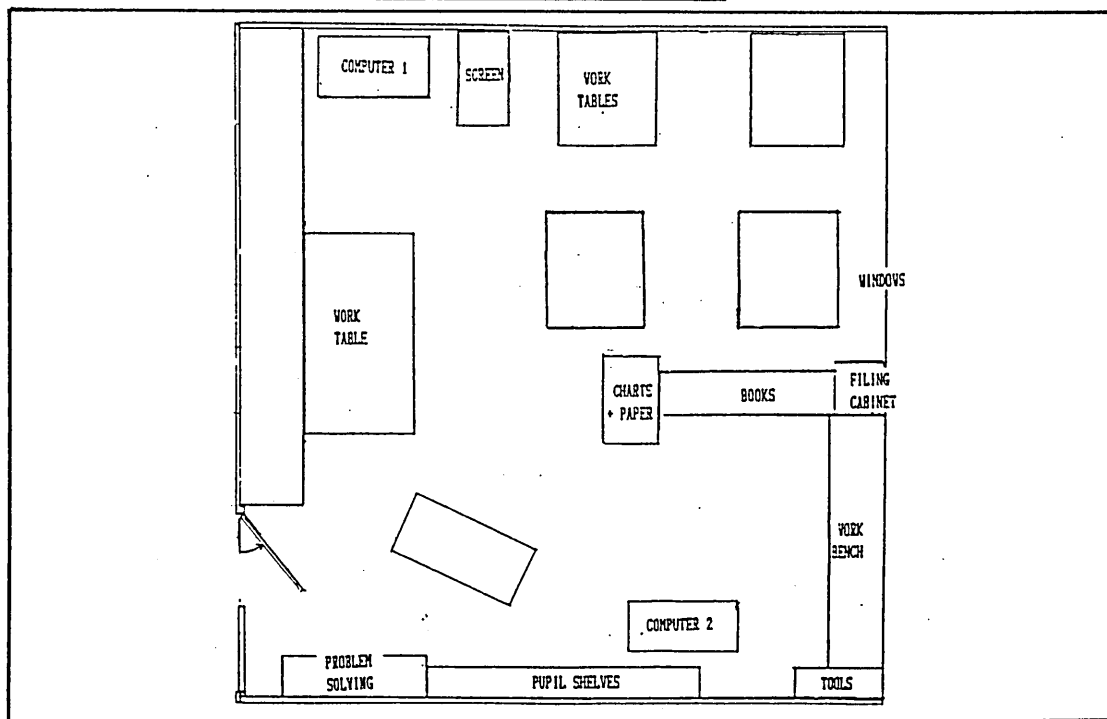 COMPUTER 1
SCREEN
WORK
TABLES
WINDOWS
WORK
TABLE
CHARTS
+ PAPER
BOOKS
FILING
CABINET
WORK
BENCH
COMPUTER 2
PROBLEM
SOLVING
PUPIL SHELVES
TOOLS